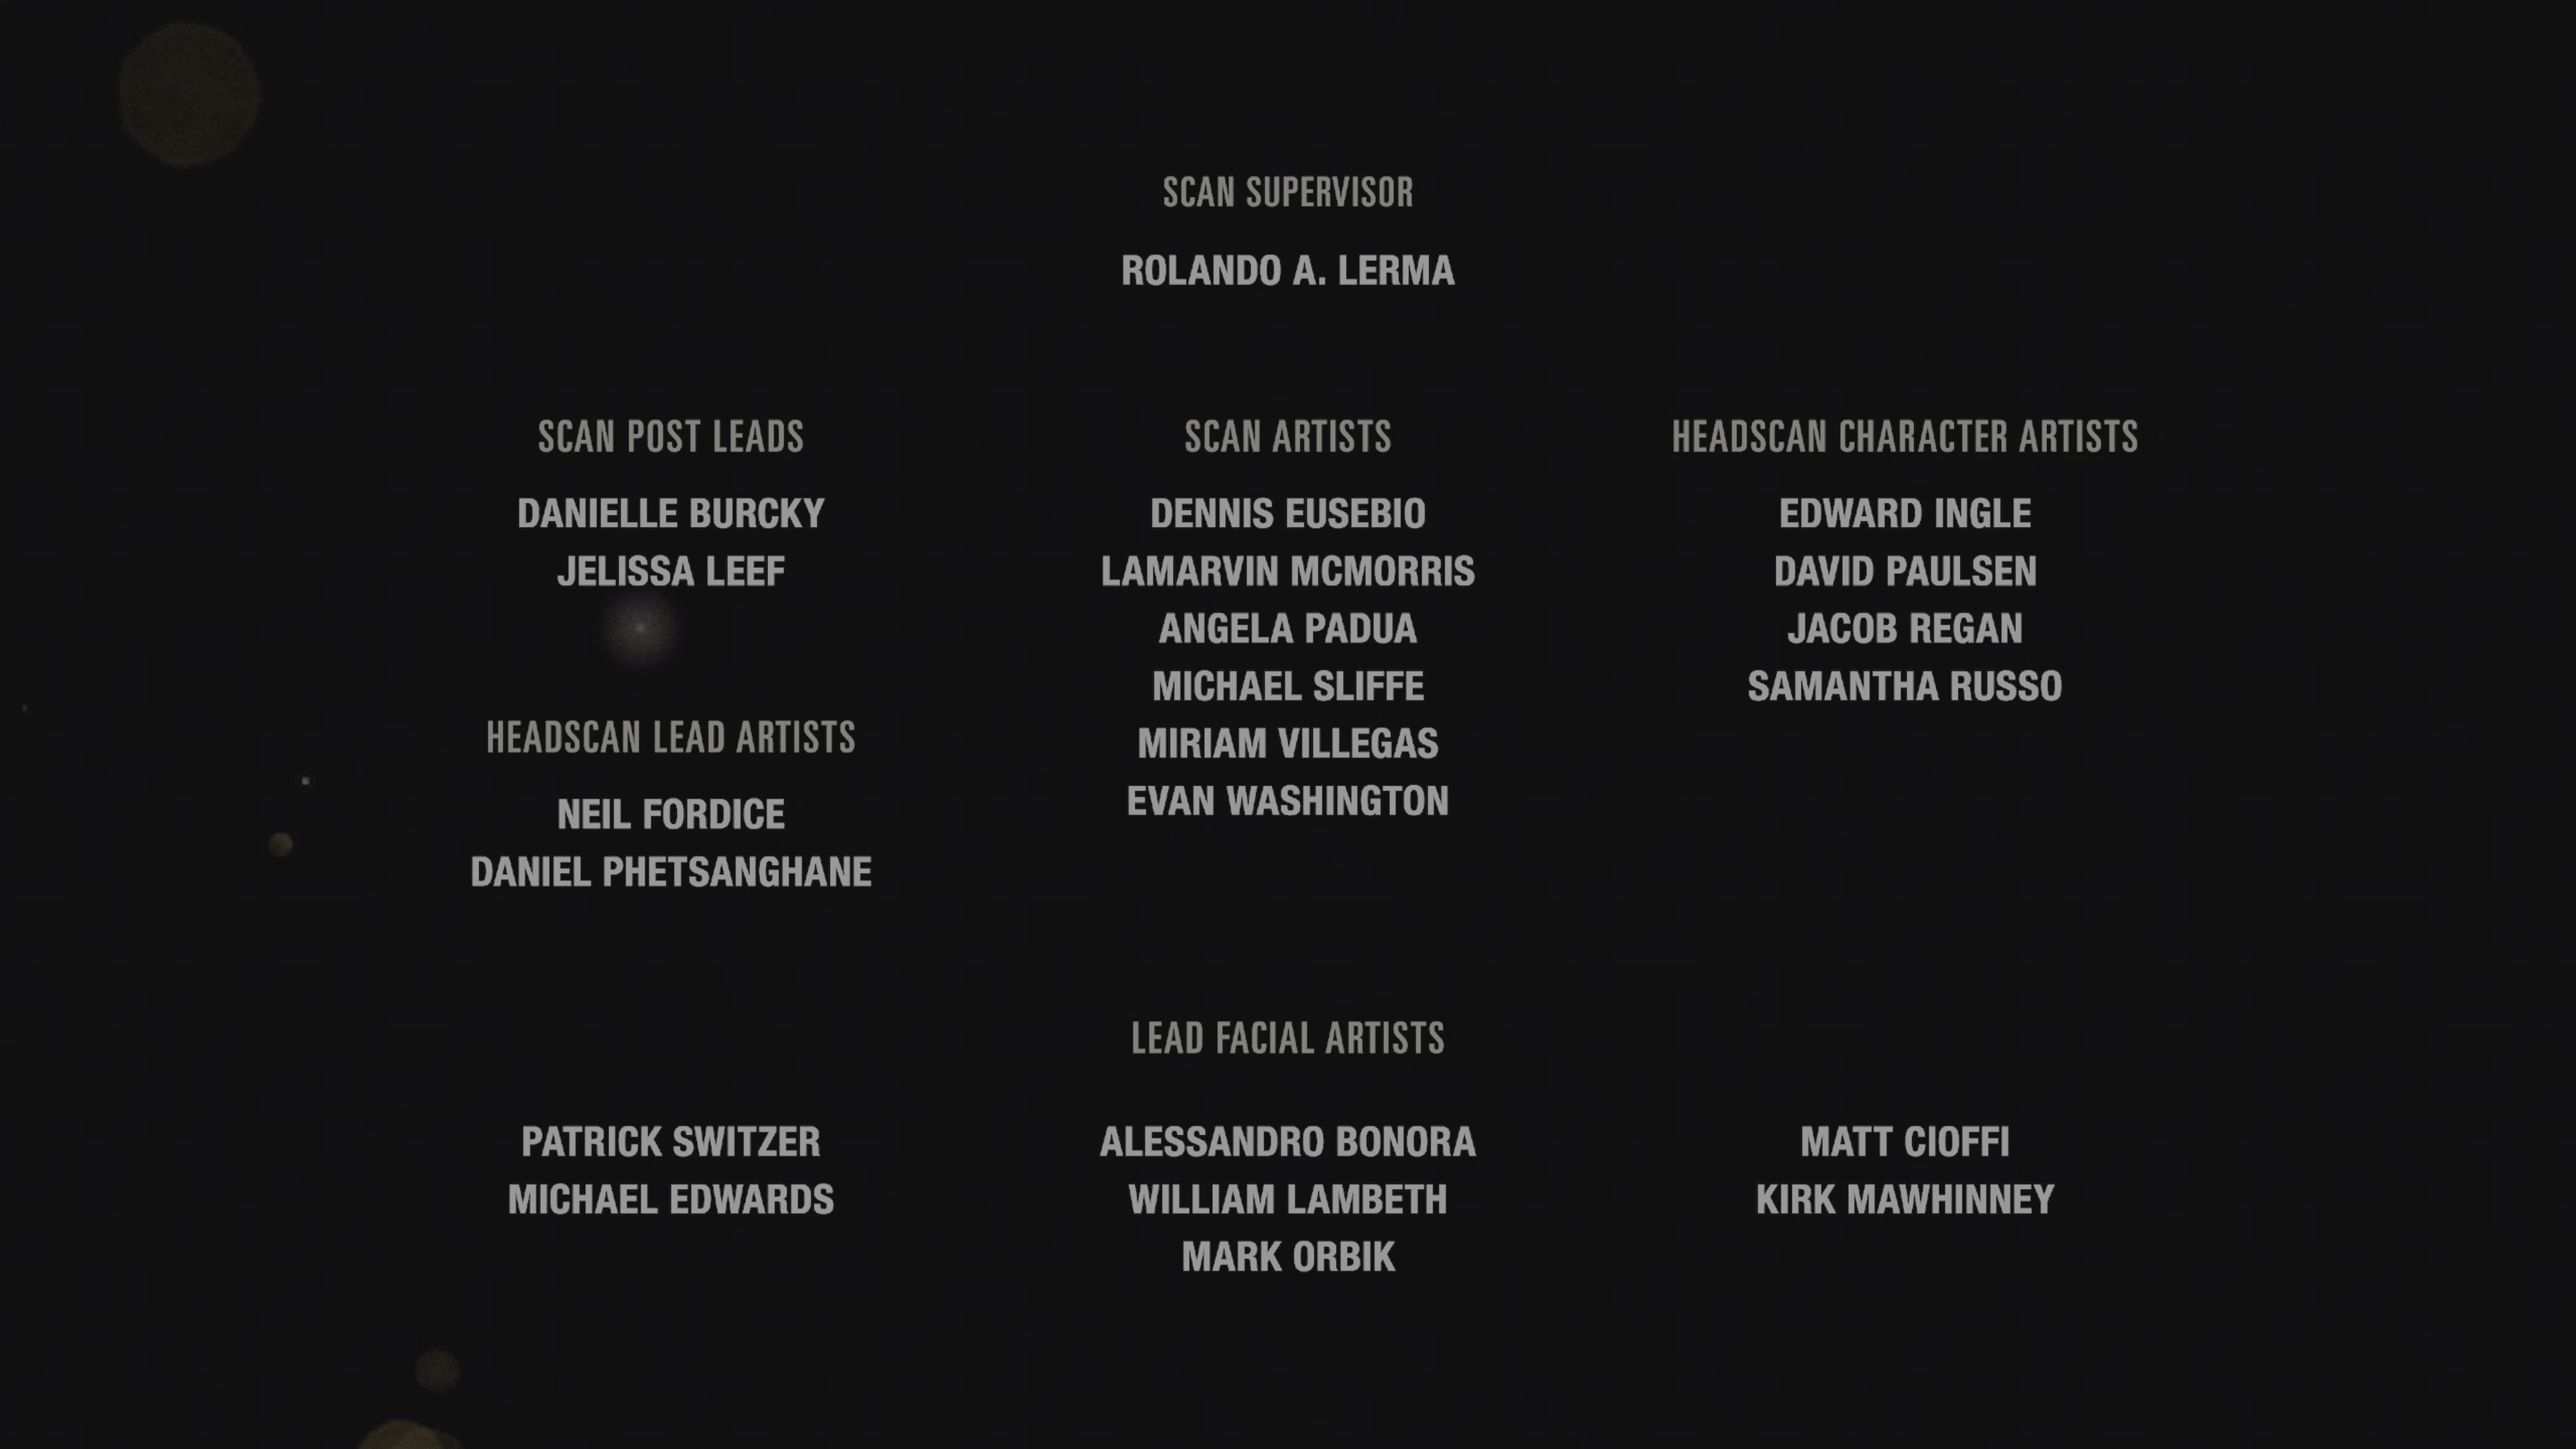 SCAN SUPERVISOR
ROLANDO A. LERMA
SCAN POST LEADS
DANIELLE BURCKY
JELISSA LEEF
HEADSCAN LEAD ARTISTS
NEIL FORDICE
DANIEL PHETSANGHANE
SCAN ARTISTS
DENNIS EUSEBIO
LAMARVIN MCMORRIS
ANGELA PADUA
MICHAEL SLIFFE
MIRIAM VILLEGAS
EVAN WASHINGTON
HEADSCAN CHARACTER ARTISTS
EDWARD INGLE
DAVID PAULSEN
JACOB REGAN
SAMANTHA RUSSO
LEAD FACIAL ARTISTS
PATRICK SWITZER
MICHAEL EDWARDS
ALESSANDRO BONORA
WILLIAM LAMBETH
MARK ORBIK
MATT CIOFFI
KIRK MAWHINNEY